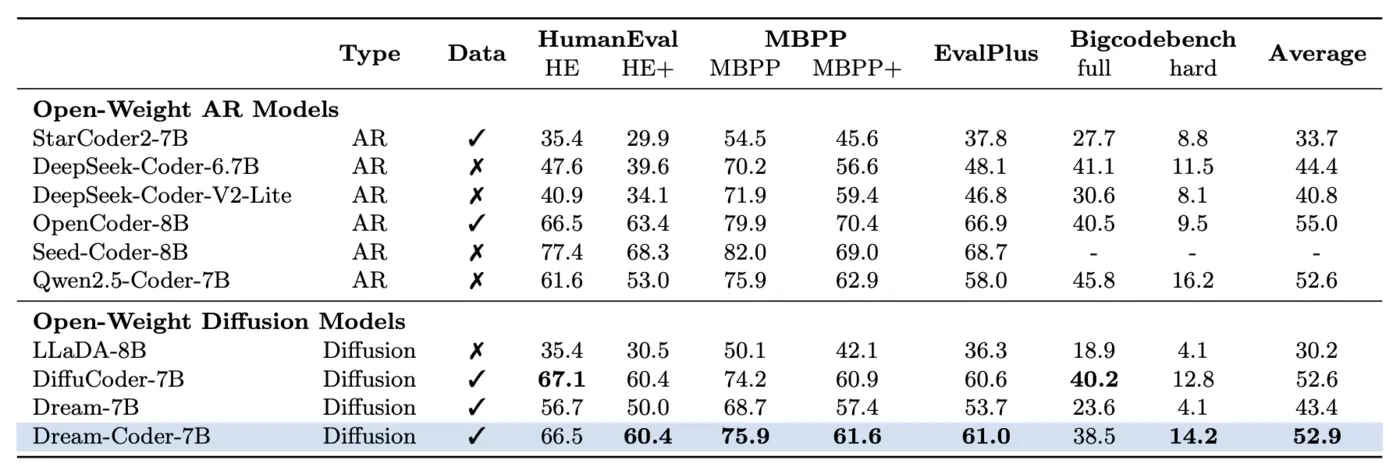 Type Data HumanEval MBPP EvalPlus Bigcodebench Average
HE HE+ MBPP MBPP+ full hard
Open-Weight AR Models
StarCoder2-7B AR ✓ 35.4 29.9 54.5 45.6 37.8 27.7 8.8 33.7
DeepSeek-Coder-6.7B AR ✗ 47.6 39.6 70.2 56.6 48.1 41.1 11.5 44.4
DeepSeek-Coder-V2-Lite AR ✗ 40.9 34.1 71.9 59.4 46.8 30.6 8.1 40.8
OpenCoder-8B AR ✓ 66.5 63.4 79.9 70.4 66.9 40.5 9.5 55.0
Seed-Coder-8B AR ✗ 77.4 68.3 82.0 69.0 68.7 - - -
Qwen2.5-Coder-7B AR ✗ 61.6 53.0 75.9 62.9 58.0 45.8 16.2 52.6
Open-Weight Diffusion Models
LLaDA-8B Diffusion ✗ 35.4 30.5 50.1 42.1 36.3 18.9 4.1 30.2
DiffuCoder-7B Diffusion ✓ 67.1 60.4 74.2 60.9 60.6 40.2 12.8 52.6
Dream-7B Diffusion ✓ 56.7 50.0 68.7 57.4 53.7 23.6 4.1 43.4
Dream-Coder-7B Diffusion ✓ 66.5 60.4 75.9 61.6 61.0 38.5 14.2 52.9